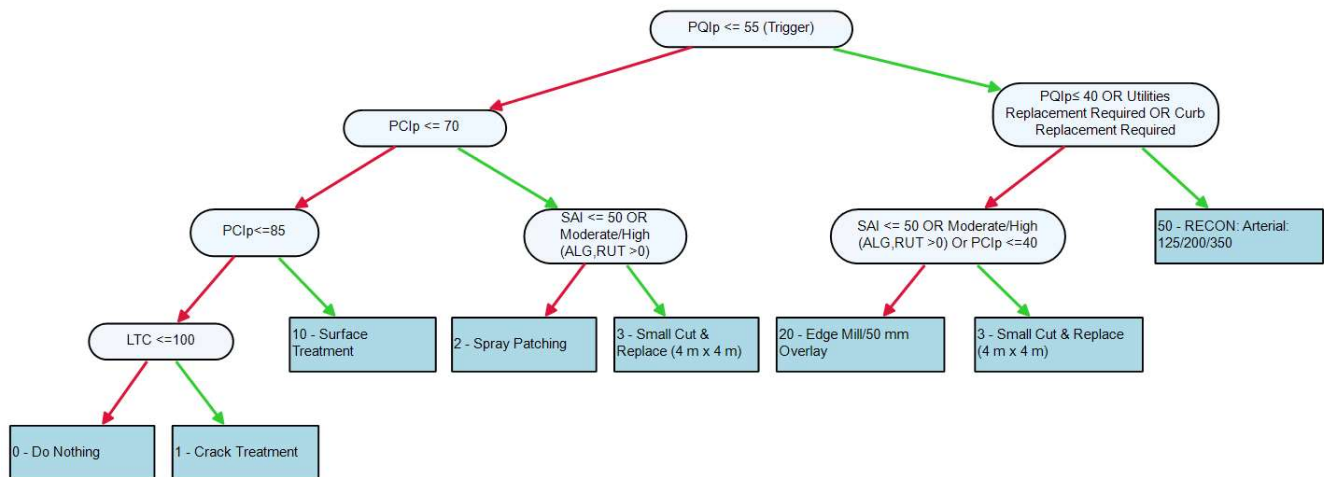 PQIp <= 55 (Trigger)
PCIp <= 70
PQIp≤ 40 OR Utilities
Replacement Required OR Curb
Replacement Required
PCIp<=85
SAI <= 50 OR
Moderate/High
(ALG,RUT >0)
SAI <= 50 OR Moderate/High
(ALG,RUT >0) Or PCIp <=40
50 - RECON: Arterial:
125/200/350
LTC <=100
10 - Surface
Treatment
2 - Spray Patching
3 - Small Cut &
Replace (4 m x 4 m)
20 - Edge Mill/50 mm
Overlay
3 - Small Cut & Replace
(4 m x 4 m)
0 - Do Nothing
1 - Crack Treatment